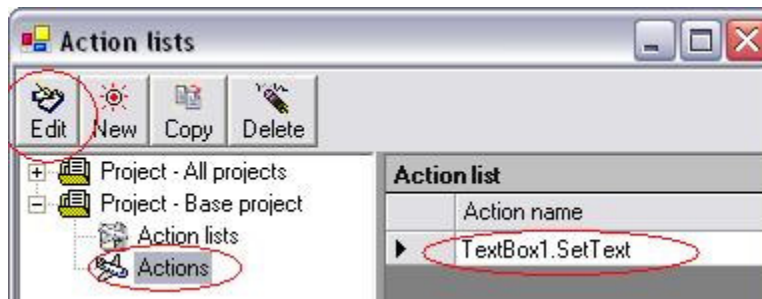 Action lists
Edit New Copy Delete
Project - All projects
Project - Base project
Action lists
Actions
Action list
Action name
TextBox1.SetText